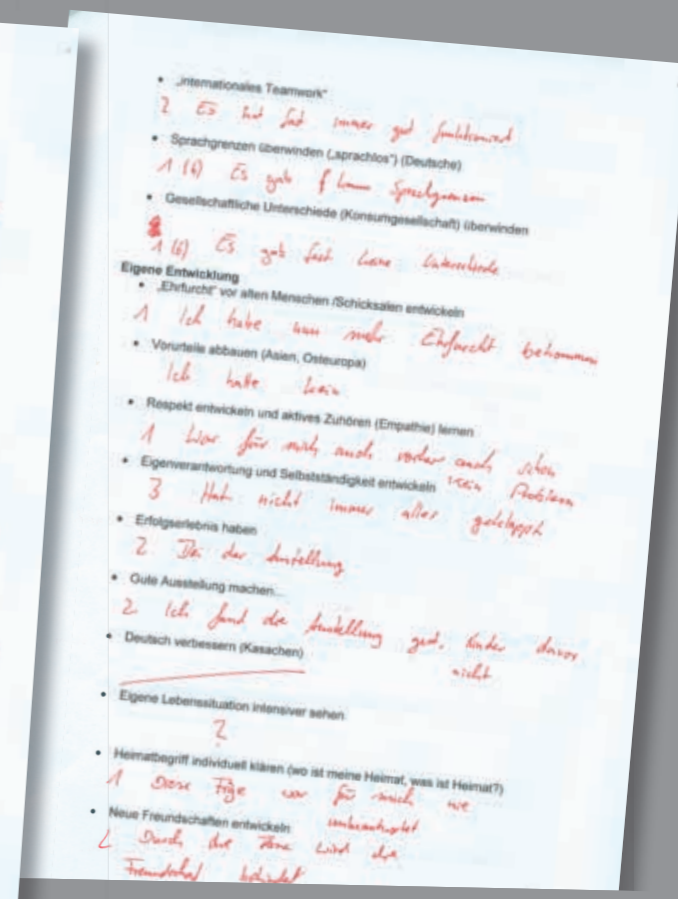 • „internationales Teamwork"
2 Es hat fast immer gut funktioniert
• Sprachgrenzen überwinden („sprachlos") (Deutsche)
1 (6) Es gab kaum Sprachgrenzen
• Gesellschaftliche Unterschiede (Konsumgesellschaft) überwinden
1 (6) Es gab fast keine Unterschiede
Eigene Entwicklung
• „Ehrfurcht" vor alten Menschen /Schicksalen entwickeln
1 Ich habe nun mehr Ehrfurcht bekommen
• Vorurteile abbauen (Asien, Osteuropa)
Ich hatte kein
• Respekt entwickeln und aktives Zuhören (Empathie) lernen
1 War für mich auch vorher auch schon
kein Problem
• Eigenverantwortung und Selbstständigkeit entwickeln
3 Hat nicht immer alles geklappt
• Erfolgserlebnis haben
2 Bei der Austellung
• Gute Ausstellung machen...
2 Ich fand die Austellung gut, Kinder davor
nicht
• Deutsch verbessern (Kasachen)
• Eigene Lebenssituation intensiver sehen
2
• Heimatbegriff individuell klären (wo ist meine Heimat, was ist Heimat?)
1 Diese Frage war für mich nie
unbeantwortet
• Neue Freundschaften entwickeln
Durch die wird die
Freundschaf